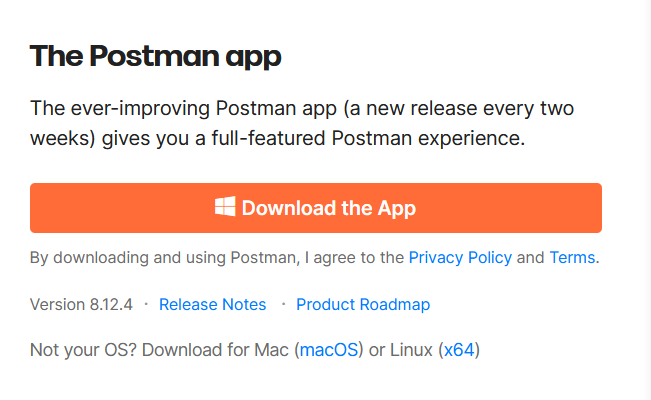 The Postman app
The ever-improving Postman app (a new release every two
weeks) gives you a full-featured Postman experience.
Download the App
By downloading and using Postman, I agree to the Privacy Policy and Terms.
Version 8.12.4 · Release Notes · Product Roadmap
Not your OS? Download for Mac (macOS) or Linux (x64)